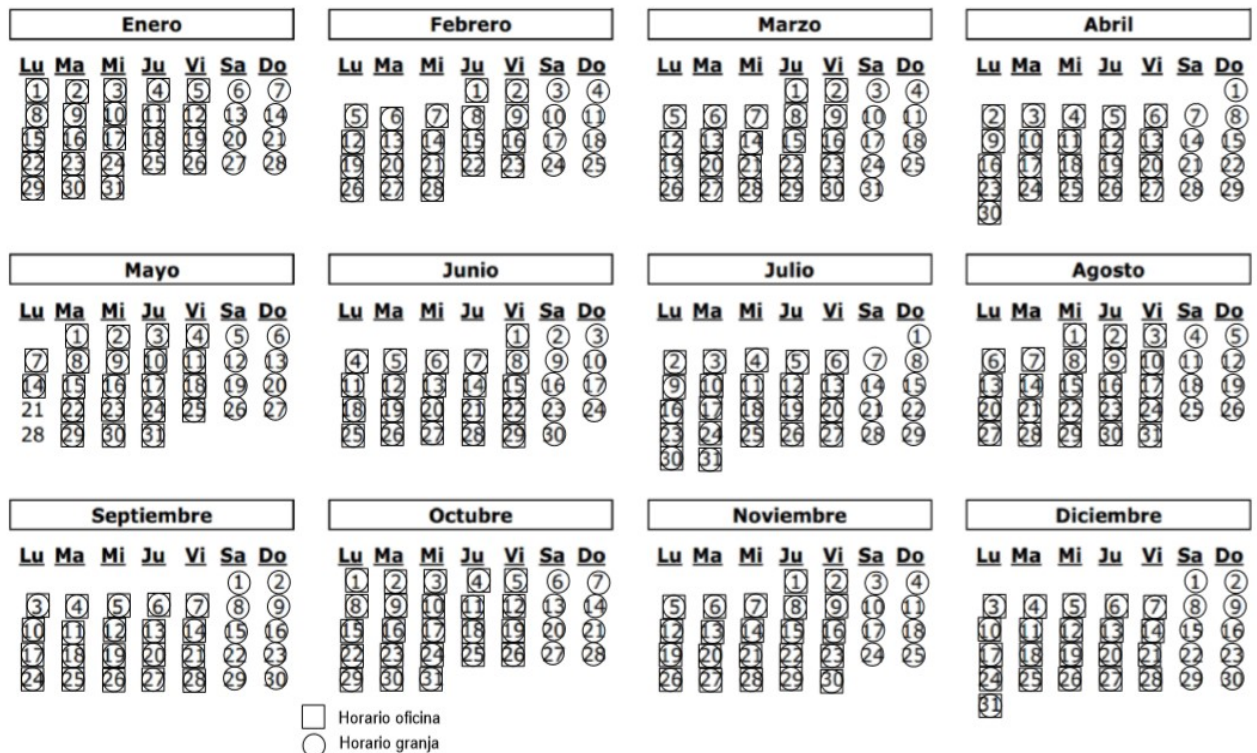 Enero
Lu Ma Mi Ju Vi Sa Do
1 2 3 4 5 6 7
8 9 10 11 12 13 14
15 16 17 18 19 20 21
22 23 24 25 26 27 28
29 30 31
Febrero
Lu Ma Mi Ju Vi Sa Do
1 2 3 4
5 6 7 8 9 10 11
12 13 14 15 16 17 18
19 20 21 22 23 24 25
26 27 28
Marzo
Lu Ma Mi Ju Vi Sa Do
1 2 3 4
5 6 7 8 9 10 11
12 13 14 15 16 17 18
19 20 21 22 23 24 25
26 27 28 29 30 31
Abril
Lu Ma Mi Ju Vi Sa Do
1
2 3 4 5 6 7 8
9 10 11 12 13 14 15
16 17 18 19 20 21 22
23 24 25 26 27 28 29
30
Mayo
Lu Ma Mi Ju Vi Sa Do
1 2 3 4 5 6
7 8 9 10 11 12 13
14 15 16 17 18 19 20
21 22 23 24 25 26 27
28 29 30 31
Junio
Lu Ma Mi Ju Vi Sa Do
1 2 3
4 5 6 7 8 9 10
11 12 13 14 15 16 17
18 19 20 21 22 23 24
25 26 27 28 29 30
Julio
Lu Ma Mi Ju Vi Sa Do
1
2 3 4 5 6 7 8
9 10 11 12 13 14 15
16 17 18 19 20 21 22
23 24 25 26 27 28 29
30 31
Agosto
Lu Ma Mi Ju Vi Sa Do
1 2 3 4 5
6 7 8 9 10 11 12
13 14 15 16 17 18 19
20 21 22 23 24 25 26
27 28 29 30 31
Septiembre
Lu Ma Mi Ju Vi Sa Do
1 2
3 4 5 6 7 8 9
10 11 12 13 14 15 16
17 18 19 20 21 22 23
24 25 26 27 28 29 30
Octubre
Lu Ma Mi Ju Vi Sa Do
1 2 3 4 5 6 7
8 9 10 11 12 13 14
15 16 17 18 19 20 21
22 23 24 25 26 27 28
29 30 31
Noviembre
Lu Ma Mi Ju Vi Sa Do
1 2 3 4
5 6 7 8 9 10 11
12 13 14 15 16 17 18
19 20 21 22 23 24 25
26 27 28 29 30
Diciembre
Lu Ma Mi Ju Vi Sa Do
1 2
3 4 5 6 7 8 9
10 11 12 13 14 15 16
17 18 19 20 21 22 23
24 25 26 27 28 29 30
31
Horario oficina
Horario granja